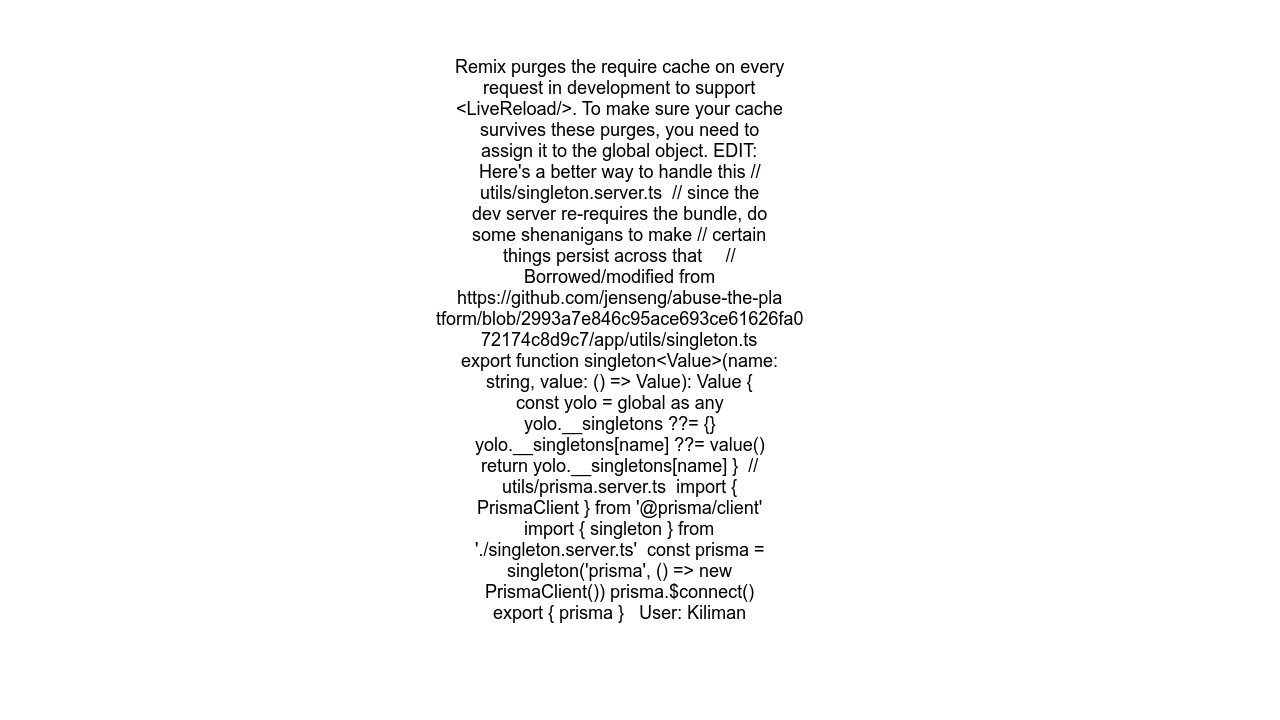 Remix purges the require cache on every
request in development to support
<LiveReload/>. To make sure your cache
survives these purges, you need to
assign it to the global object. EDIT:
Here's a better way to handle this //
utils/singleton.server.ts  // since the
dev server re-requires the bundle, do
some shenanigans to make // certain
things persist across that     //
Borrowed/modified from
https://github.com/jenseng/abuse-the-pla
tform/blob/2993a7e846c95ace693ce61626fa0
72174c8d9c7/app/utils/singleton.ts
export function singleton<Value>(name:
string, value: () => Value): Value {
const yolo = global as any
yolo.__singletons ??= {}
yolo.__singletons[name] ??= value()
return yolo.__singletons[name] }  //
utils/prisma.server.ts  import {
PrismaClient } from '@prisma/client'
import { singleton } from
'./singleton.server.ts'  const prisma =
singleton('prisma', () => new
PrismaClient()) prisma.$connect()
export { prisma }   User: Kiliman